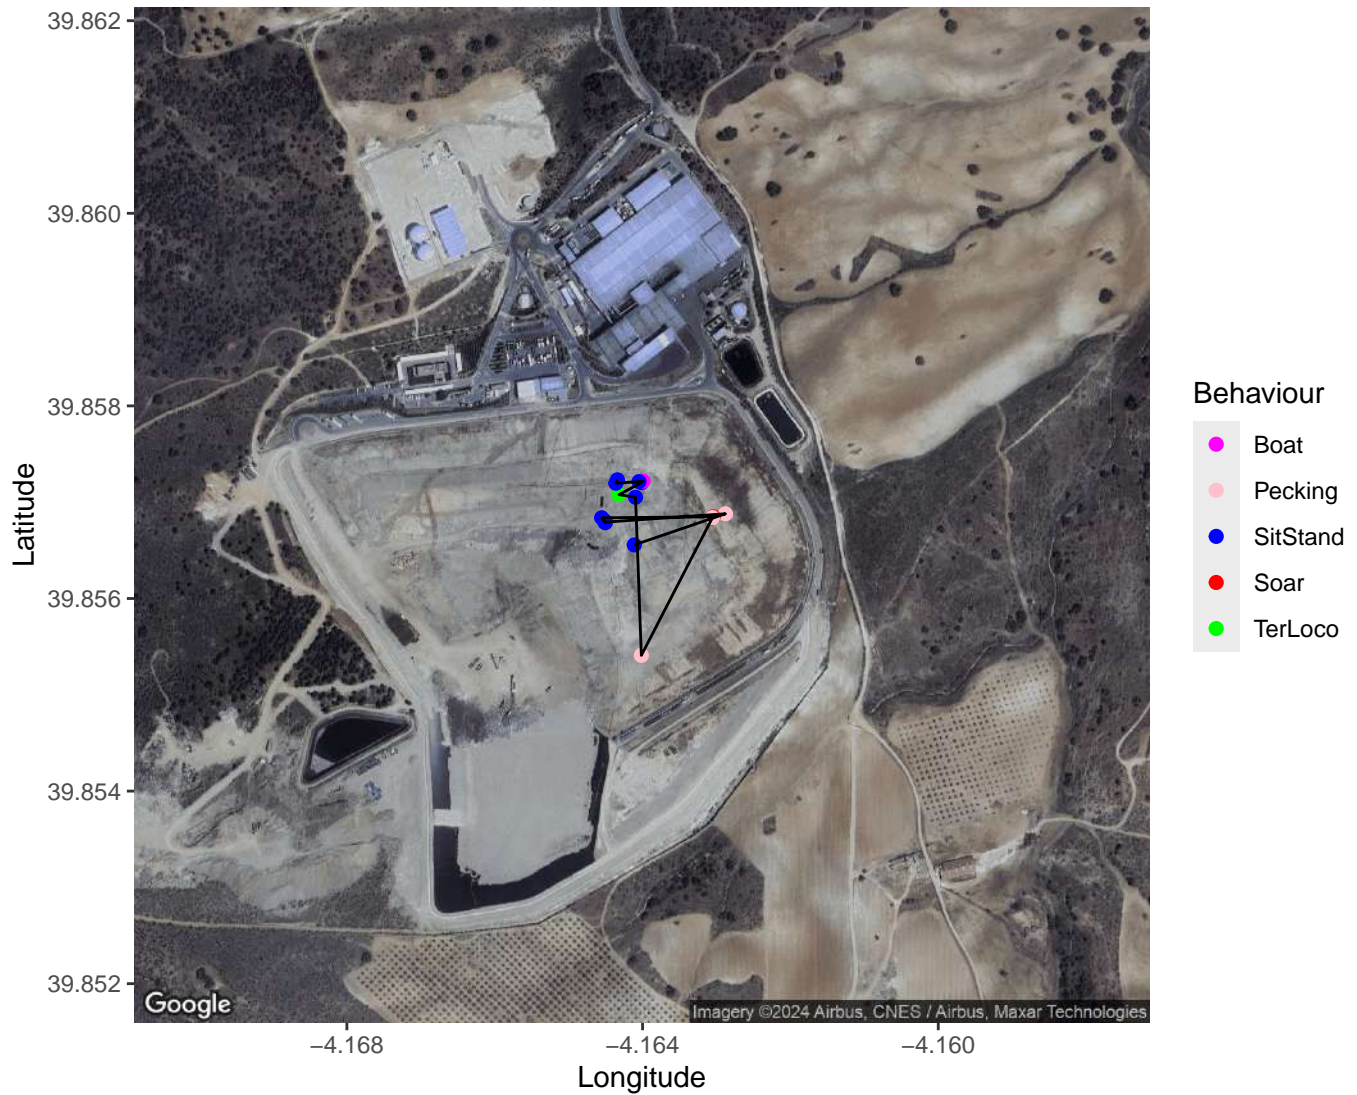 39.862
39.860
39.858
39.856
39.854
39.852
Latitude
Google
Imagery ©2024 Airbus, CNES / Airbus, Maxar Technologies
−4.168
−4.164
−4.160
Longitude
Behaviour
Boat
Pecking
SitStand
Soar
TerLoco